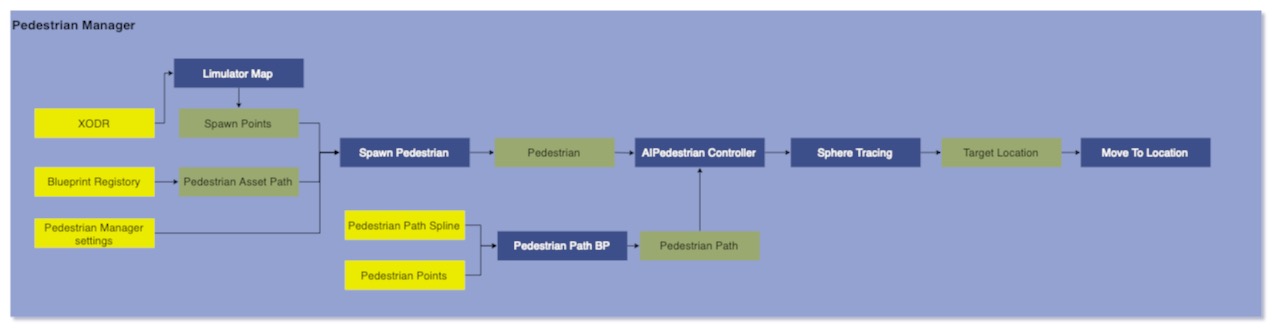 Pedestrian Manager
Limulator Map
XODR
Spawn Points
Spawn Pedestrian
Pedestrian
AIPedestrian Controller
Sphere Tracing
Target Location
Move To Location
Blueprint Registory
Pedestrian Asset Path
Pedestrian Manager
settings
Pedestrian Path Spline
Pedestrian Path BP
Pedestrian Path
Pedestrian Points